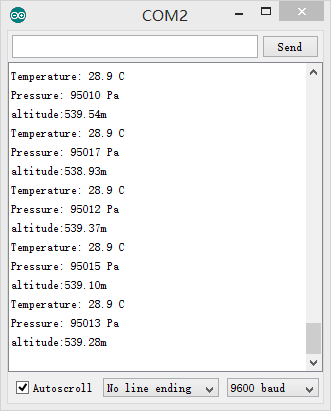 COM2
Send
Temperature: 28.9 C
Pressure: 95010 Pa
altitude:539.54m
Temperature: 28.9 C
Pressure: 95017 Pa
altitude:538.93m
Temperature: 28.9 C
Pressure: 95012 Pa
altitude:539.37m
Temperature: 28.9 C
Pressure: 95015 Pa
altitude:539.10m
Temperature: 28.9 C
Pressure: 95013 Pa
altitude:539.28m
Autoscroll No line ending 9600 baud